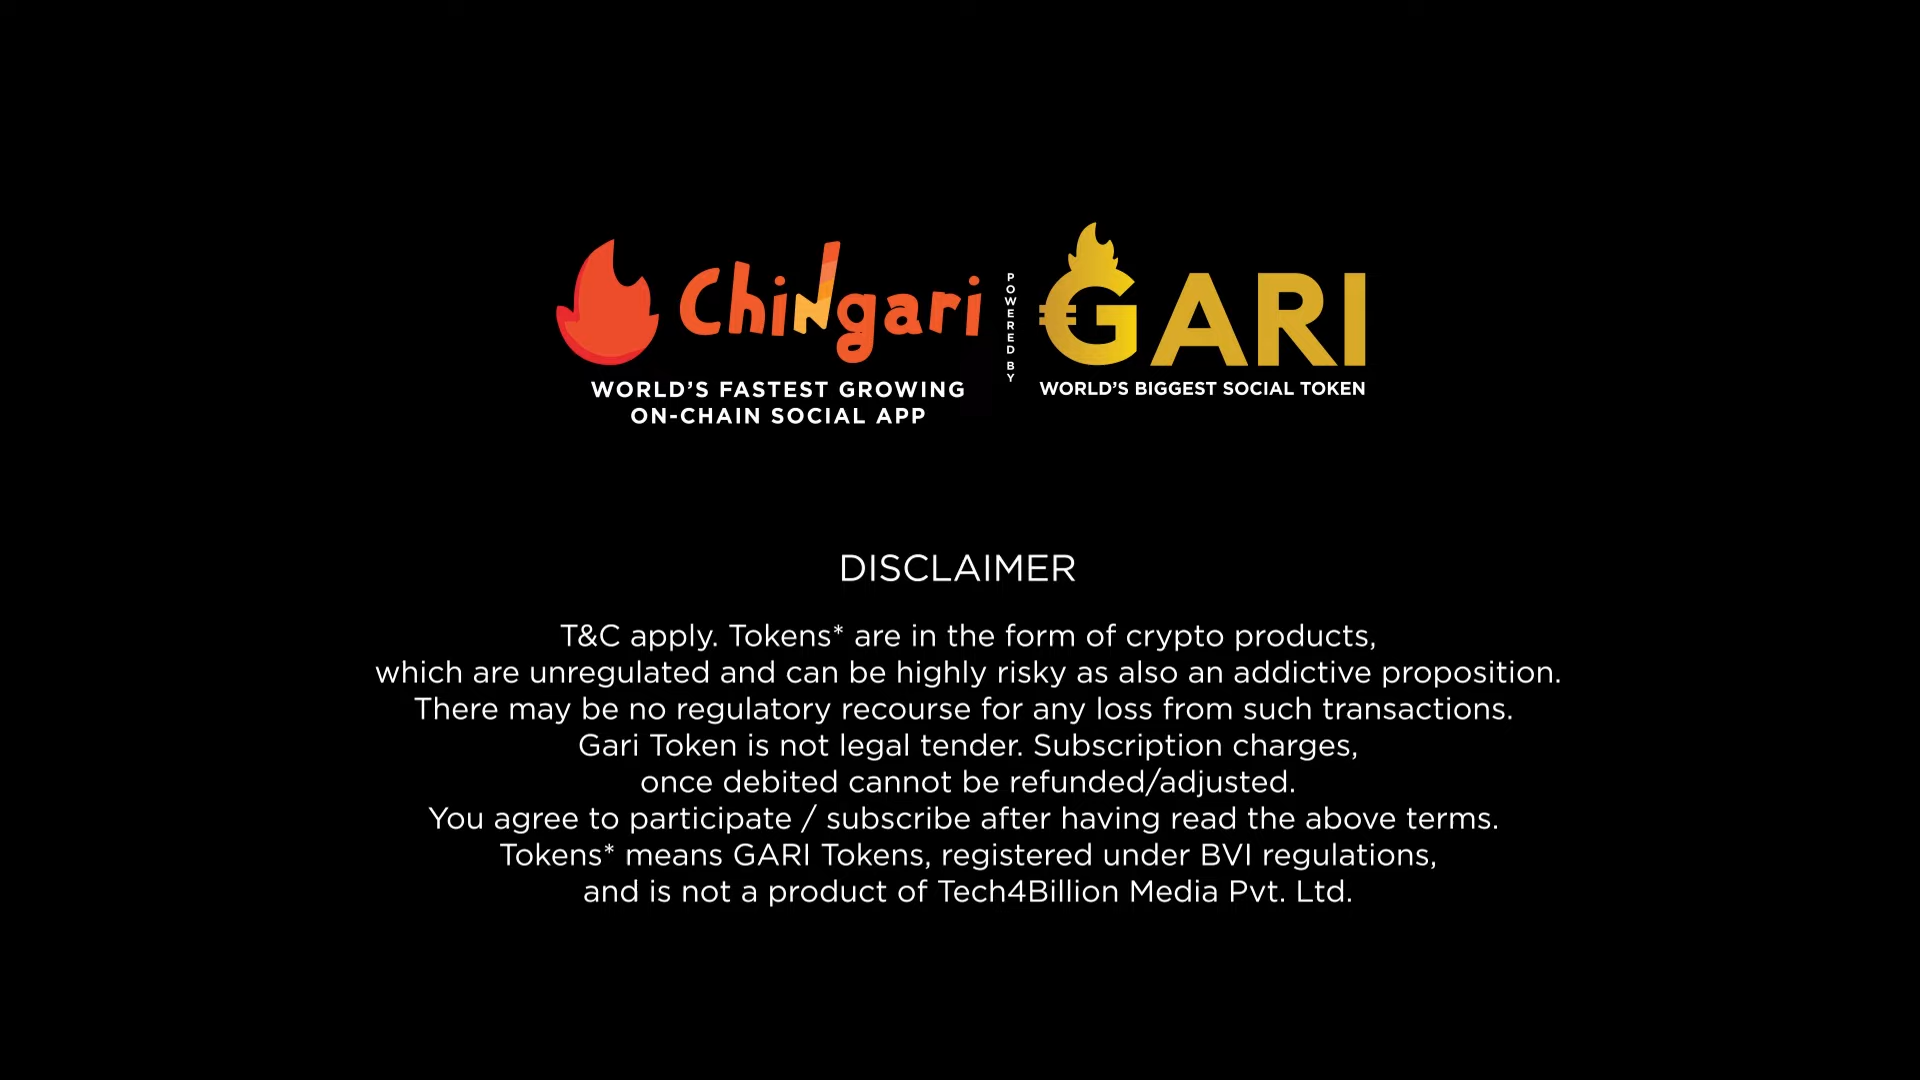 Chingari
WORLD'S FASTEST GROWING
ON-CHAIN SOCIAL APP
POWERED BY
GARI
WORLD'S BIGGEST SOCIAL TOKEN
DISCLAIMER
T&C apply. Tokens* are in the form of crypto products,
which are unregulated and can be highly risky as also an addictive proposition.
There may be no regulatory recourse for any loss from such transactions.
Gari Token is not legal tender. Subscription charges,
once debited cannot be refunded/adjusted.
You agree to participate / subscribe after having read the above terms.
Tokens* means GARI Tokens, registered under BVI regulations,
and is not a product of Tech4Billion Media Pvt. Ltd.